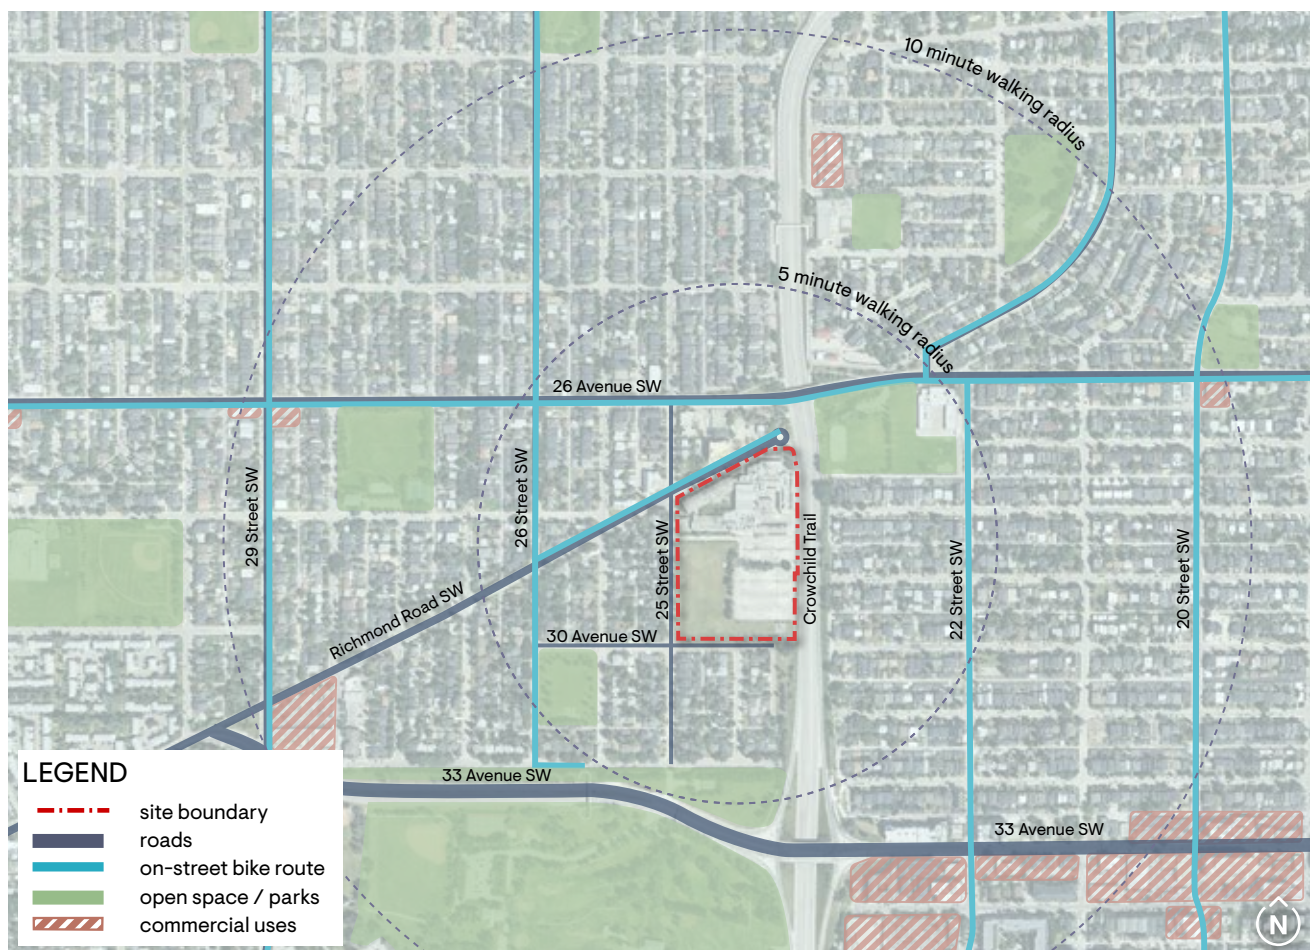 10 minute walking radius
5 minute walking radius
26 Avenue SW
29 Street SW
26 Street SW
25 Street SW
Crowchild Trail
22 Street SW
20 Street SW
Richmond Road SW
30 Avenue SW
33 Avenue SW
33 Avenue SW
LEGEND
site boundary
roads
on-street bike route
open space / parks
commercial uses
N